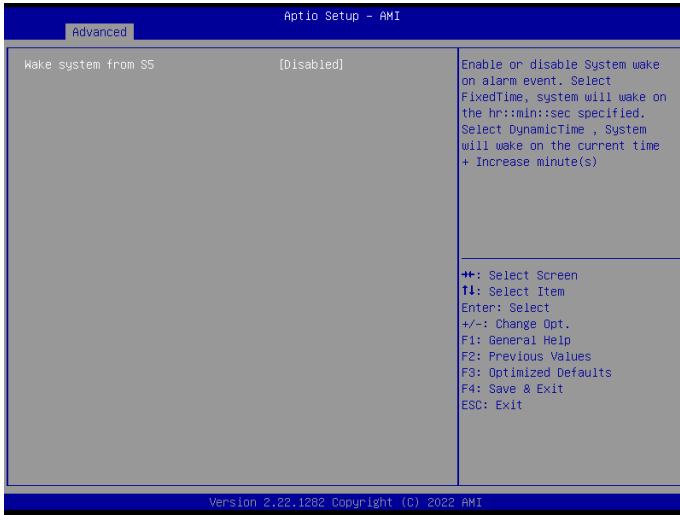 Aptio Setup – AMI
Advanced
Wake system from S5 [Disabled]
Enable or disable System wake
on alarm event. Select
FixedTime, system will wake on
the hr::min::sec specified.
Select DynamicTime , System
will wake on the current time
+ Increase minute(s)
→←: Select Screen
↑↓: Select Item
Enter: Select
+/-: Change Opt.
F1: General Help
F2: Previous Values
F3: Optimized Defaults
F4: Save & Exit
ESC: Exit
Version 2.22.1282 Copyright (C) 2022 AMI